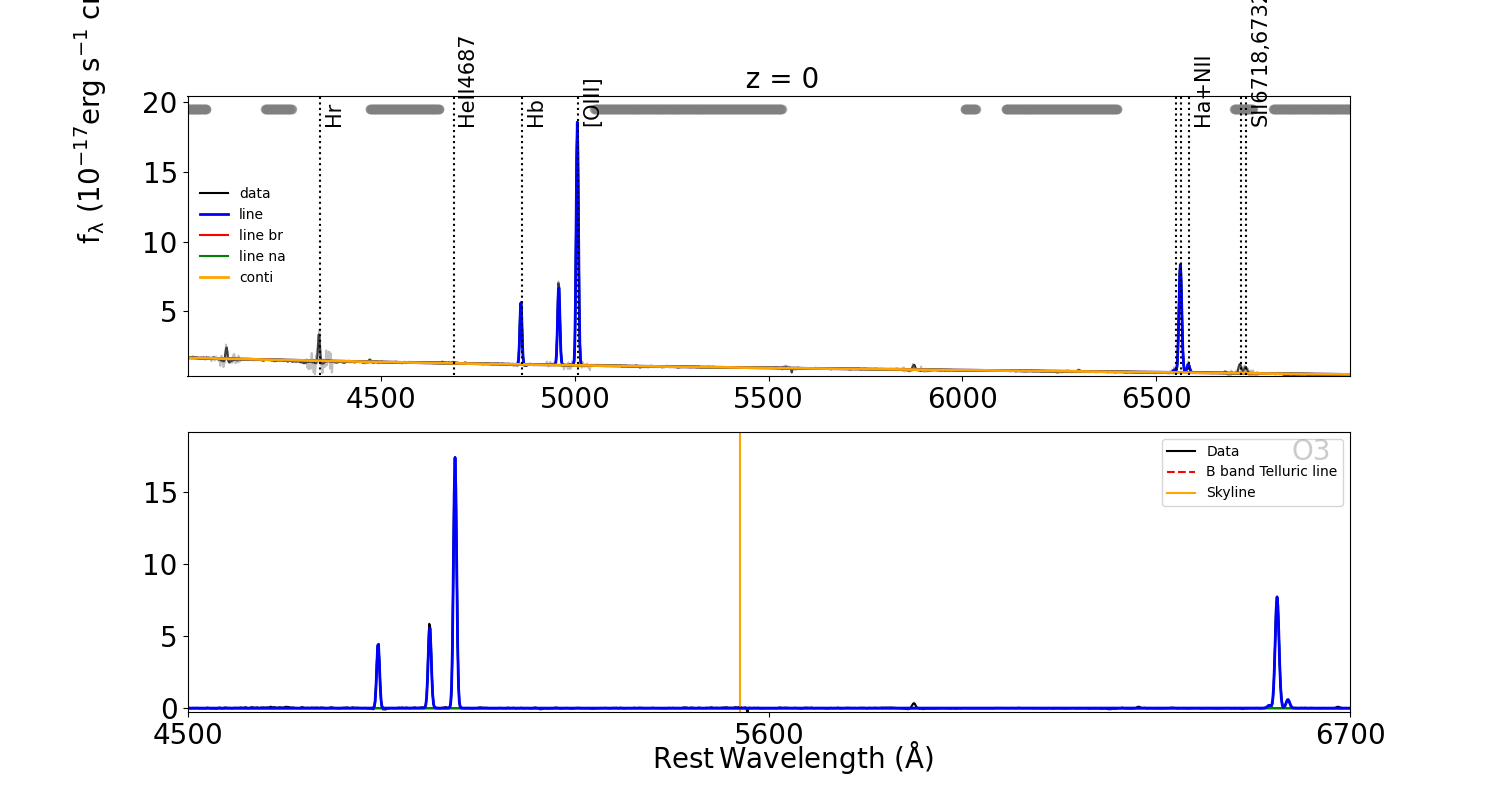 z = 0
f_λ (10^−17 erg s^−1 c
Hr
HeII4687
Hb
[OIII]
Ha+NII
SII6718,6732
20
15
10
5
data
line
line br
line na
conti
4500 5000 5500 6000 6500
O3
Data
B band Telluric line
Skyline
15
10
5
0
4500 5600 6700
Rest Wavelength (Å)